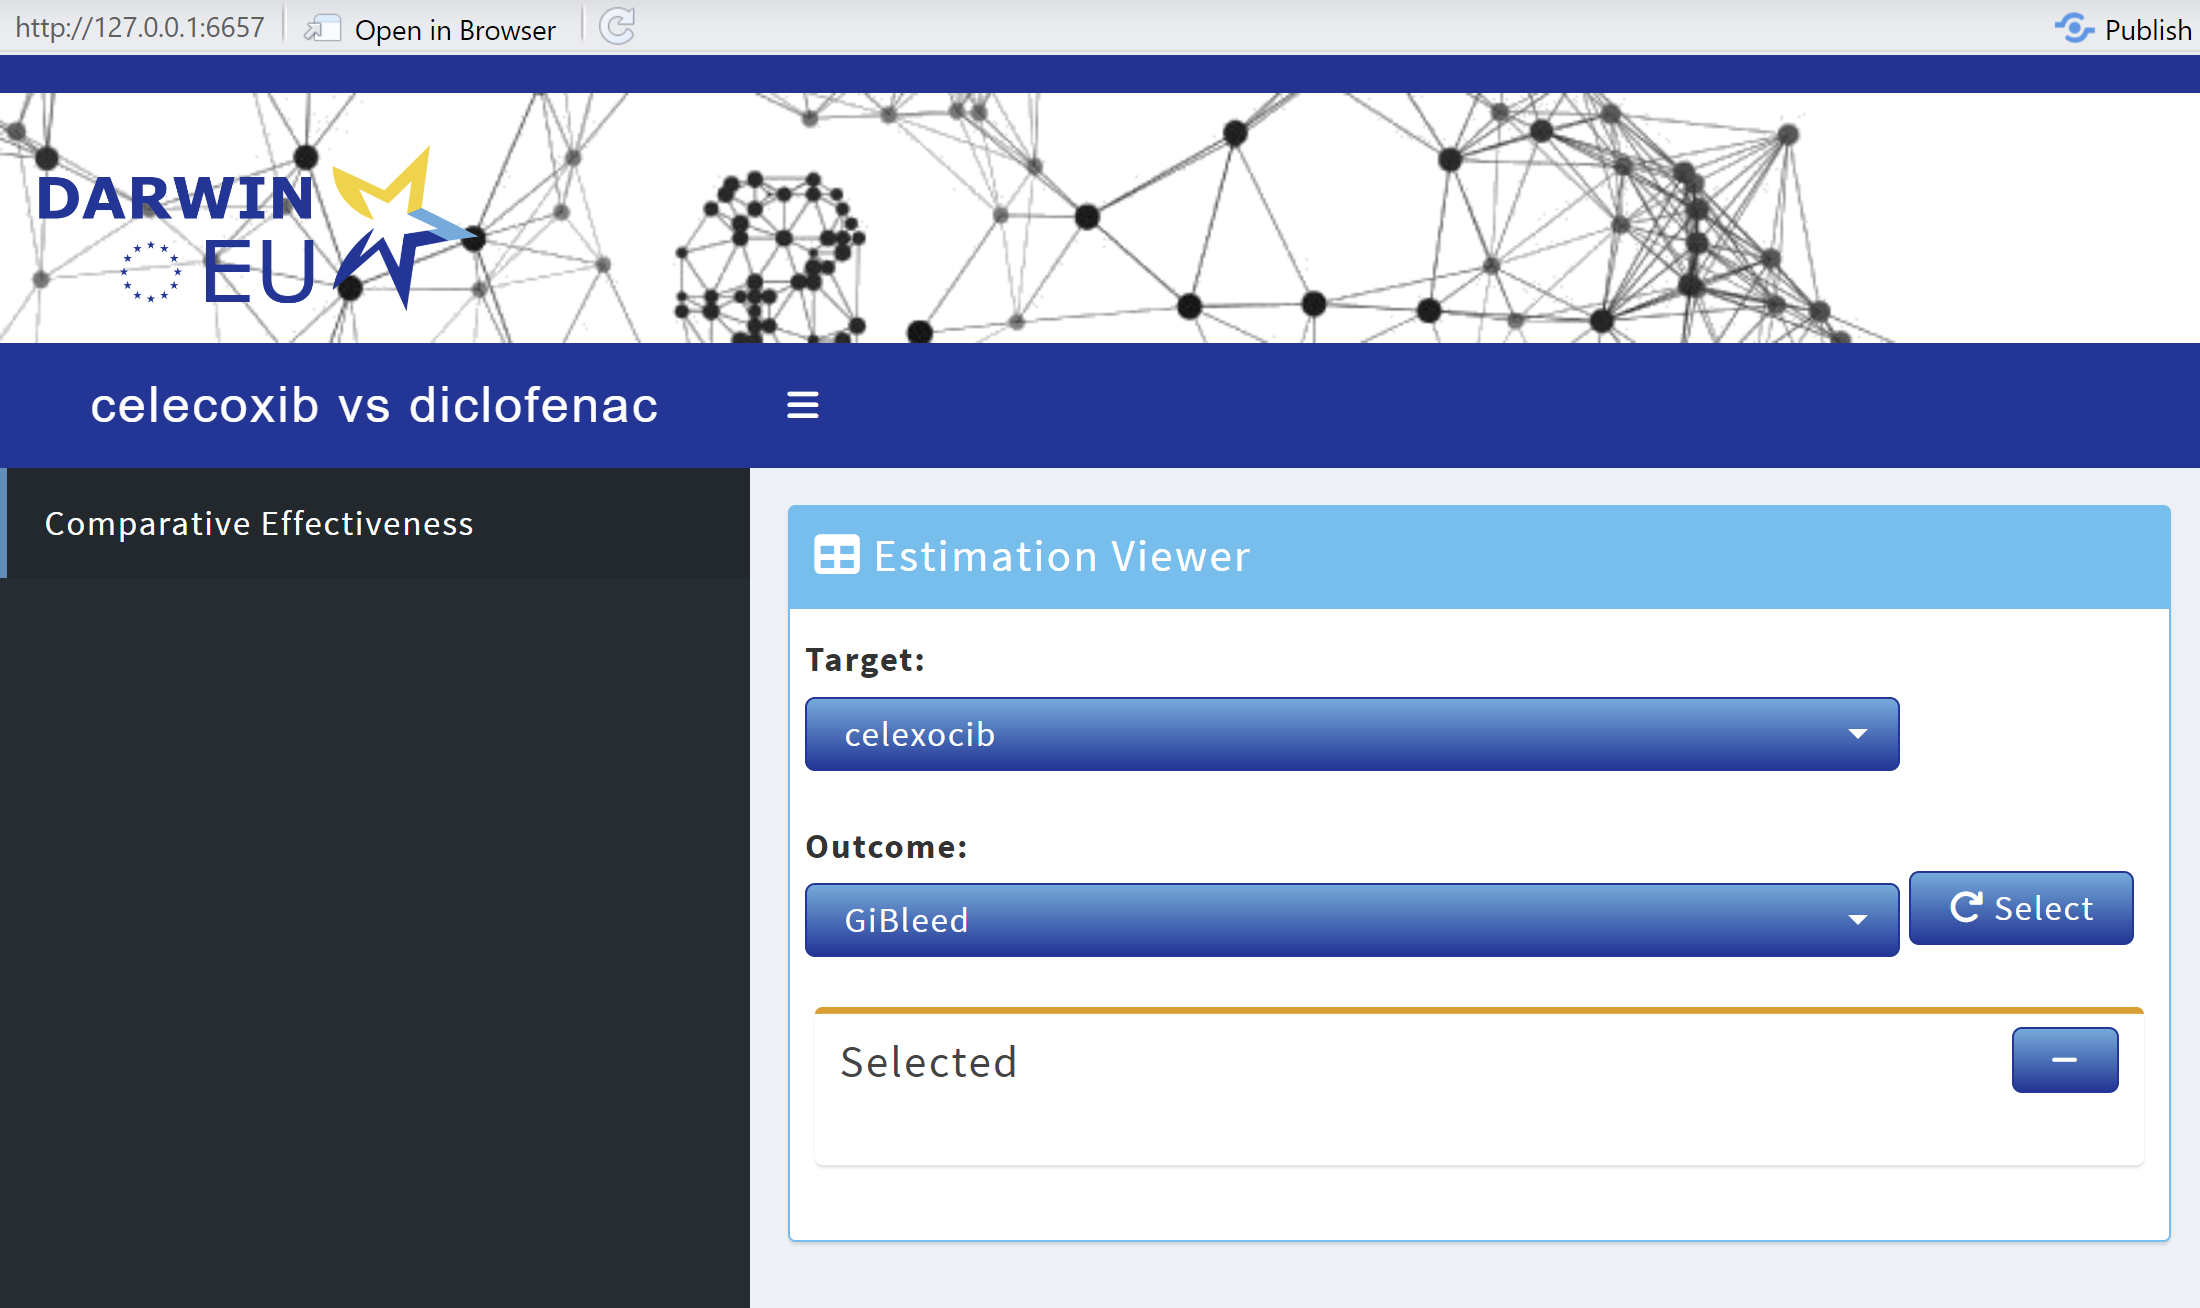 http://127.0.0.1:6657 Open in Browser Publish
DARWIN
EU
celecoxib vs diclofenac
Comparative Effectiveness
Estimation Viewer
Target:
celexocib
Outcome:
GiBleed
Select
Selected